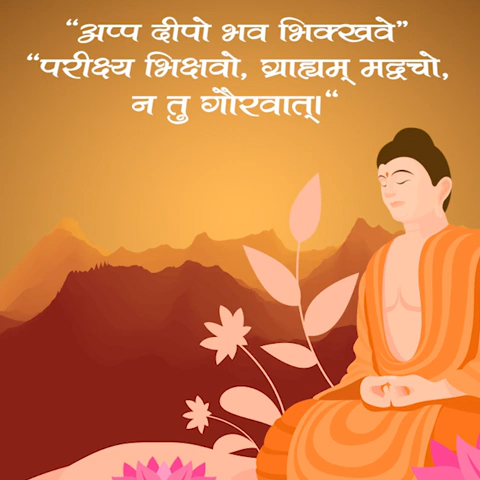 “अप्प दीपो भव भिक्खवे”
“परीक्ष्य भिक्षवो, ग्राह्यम् मद्वचो,
न तु गौरवात्।“